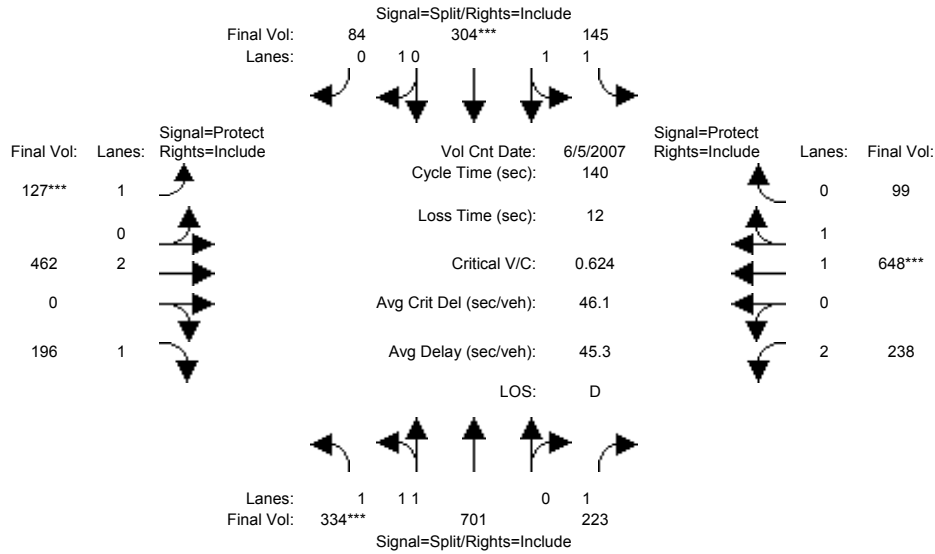 Signal=Split/Rights=Include
Final Vol: 84 304*** 145
Lanes: 0 1 0 1 1
Signal=Protect Signal=Protect
Final Vol: Lanes: Rights=Include Vol Cnt Date: 6/5/2007 Rights=Include Lanes: Final Vol:
Cycle Time (sec): 140
127*** 1 0 99
Loss Time (sec): 12
0 1
462 2 Critical V/C: 0.624 1 648***
0 0 Avg Crit Del (sec/veh): 46.1 0
196 1 Avg Delay (sec/veh): 45.3 2 238
LOS: D
Lanes: 1 1 1 0 1
Final Vol: 334*** 701 223
Signal=Split/Rights=Include